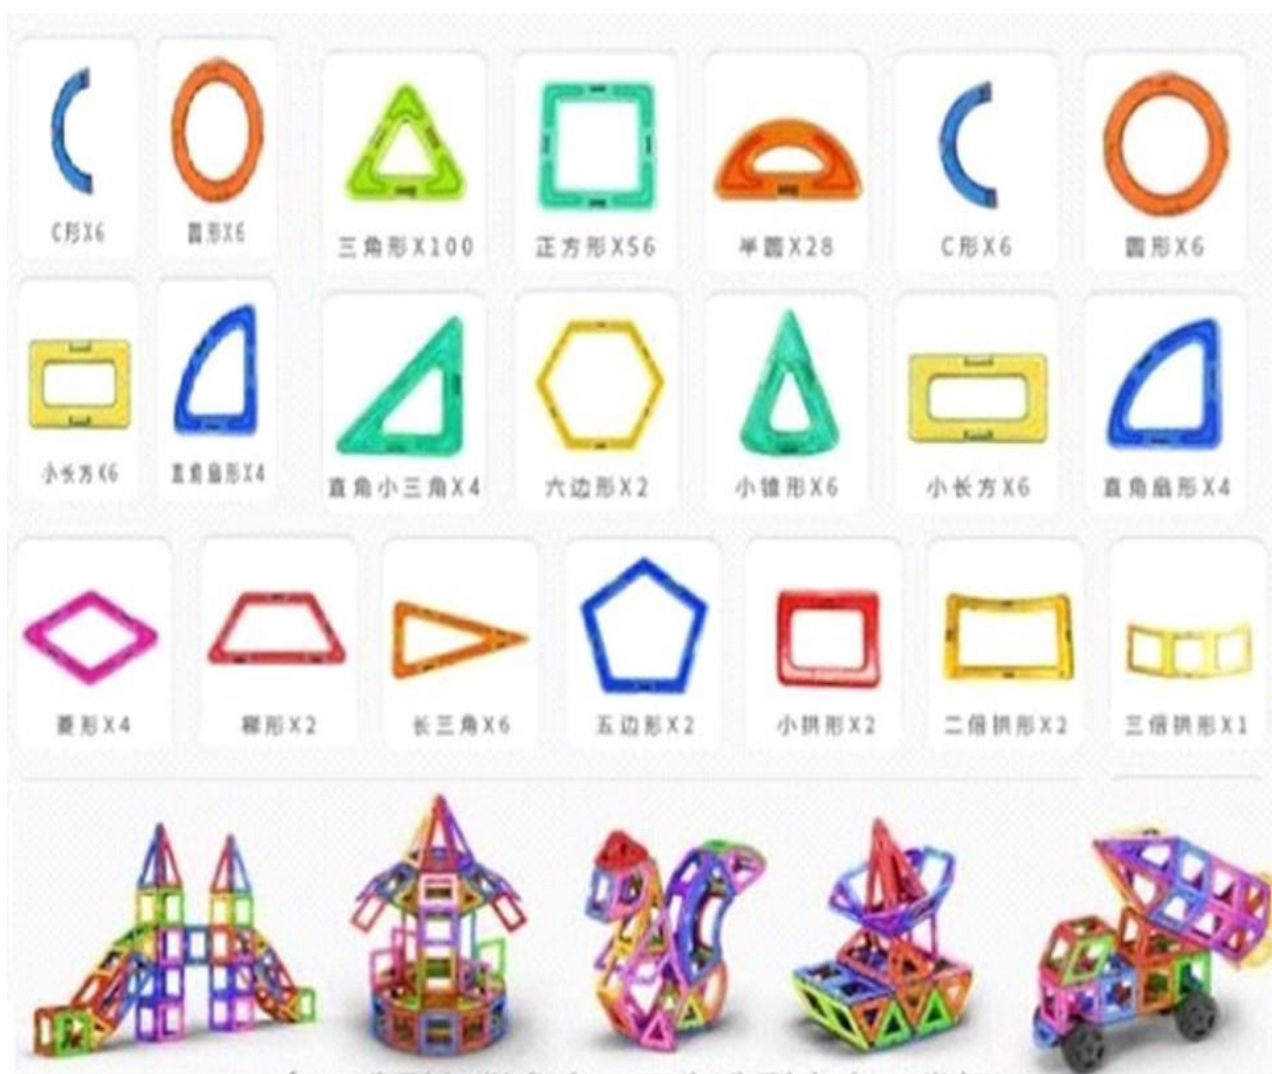 C形X6
圆形X6
三角形X100
正方形X56
半圆X28
C形X6
圆形X6
小长方X6
直角扇形X4
直角小三角X4
六边形X2
小锥形X6
小长方X6
直角扇形X4
菱形X4
梯形X2
长三角X6
五边形X2
小拱形X2
二倍拱形X2
三倍拱形X1